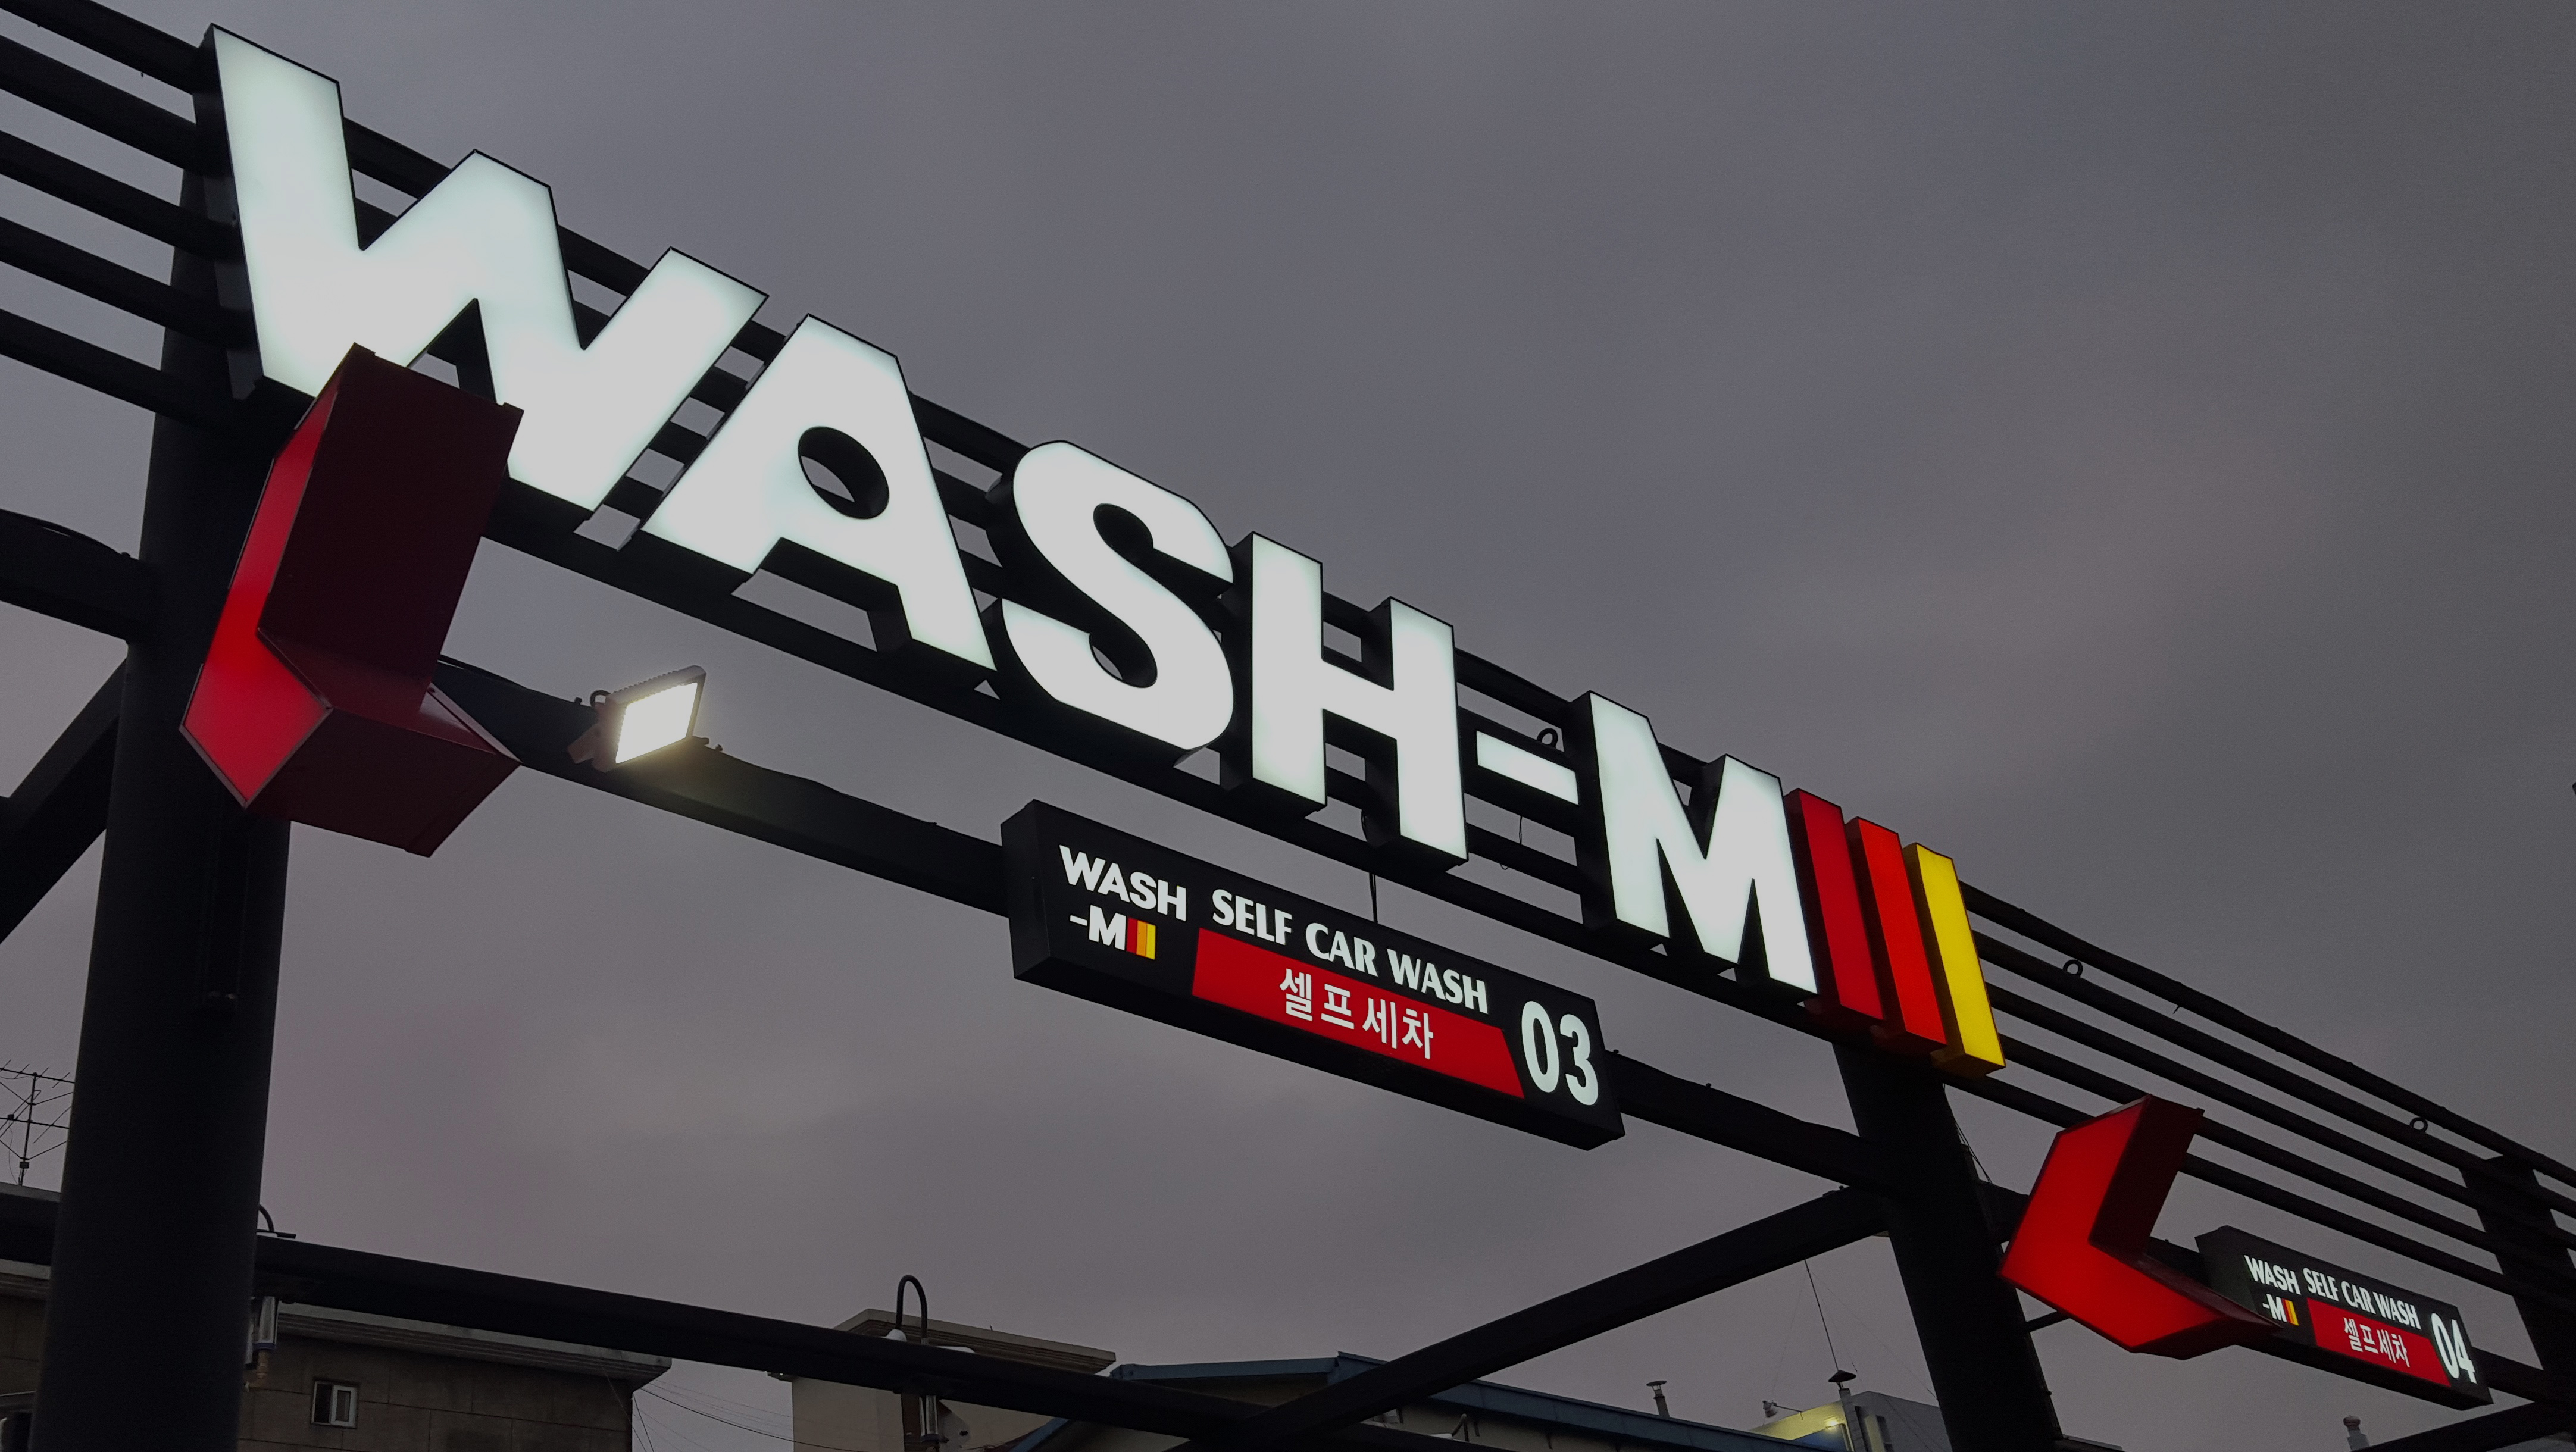 WASH-M
WASH
-M
SELF CAR WASH
셀프세차
03
WASH
-M
SELF CAR WASH
셀프세차
04